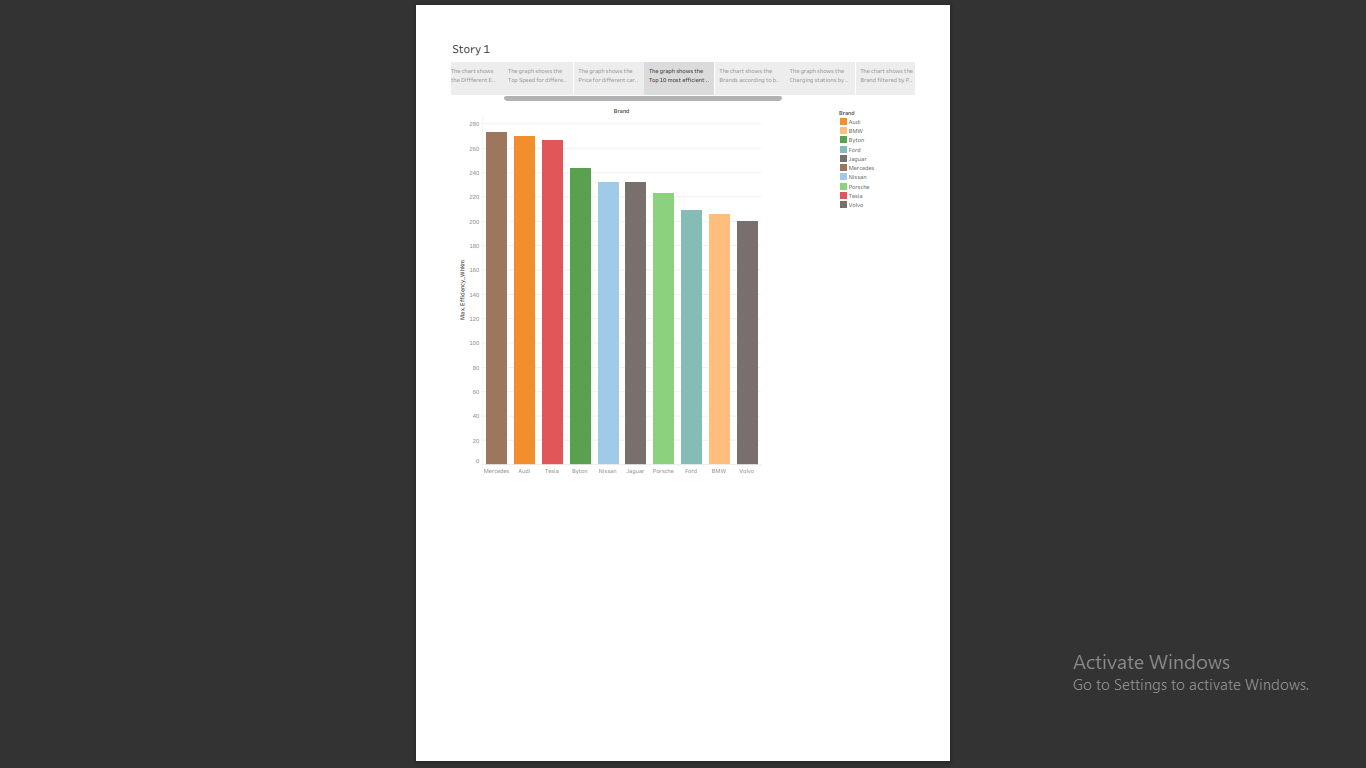 Story 1
The chart shows
the Different E..
The graph shows the
Top Speed for differe..
The graph shows the
Price for different car..
The graph shows the
Top 10 most efficient ..
The chart shows the
Brands according to b..
The graph shows the
Charging stations by..
The chart shows the
Brand filtered by P..
Brand
280
260
240
220
200
180
160
140
120
100
80
60
40
20
0
Max.Efficiency_WhKm
Mercedes Audi Tesla Byton Nissan Jaguar Porsche Ford BMW Volvo
Brand
Audi
BMW
Byton
Ford
Jaguar
Mercedes
Nissan
Porsche
Tesla
Volvo
Activate Windows
Go to Settings to activate Windows.